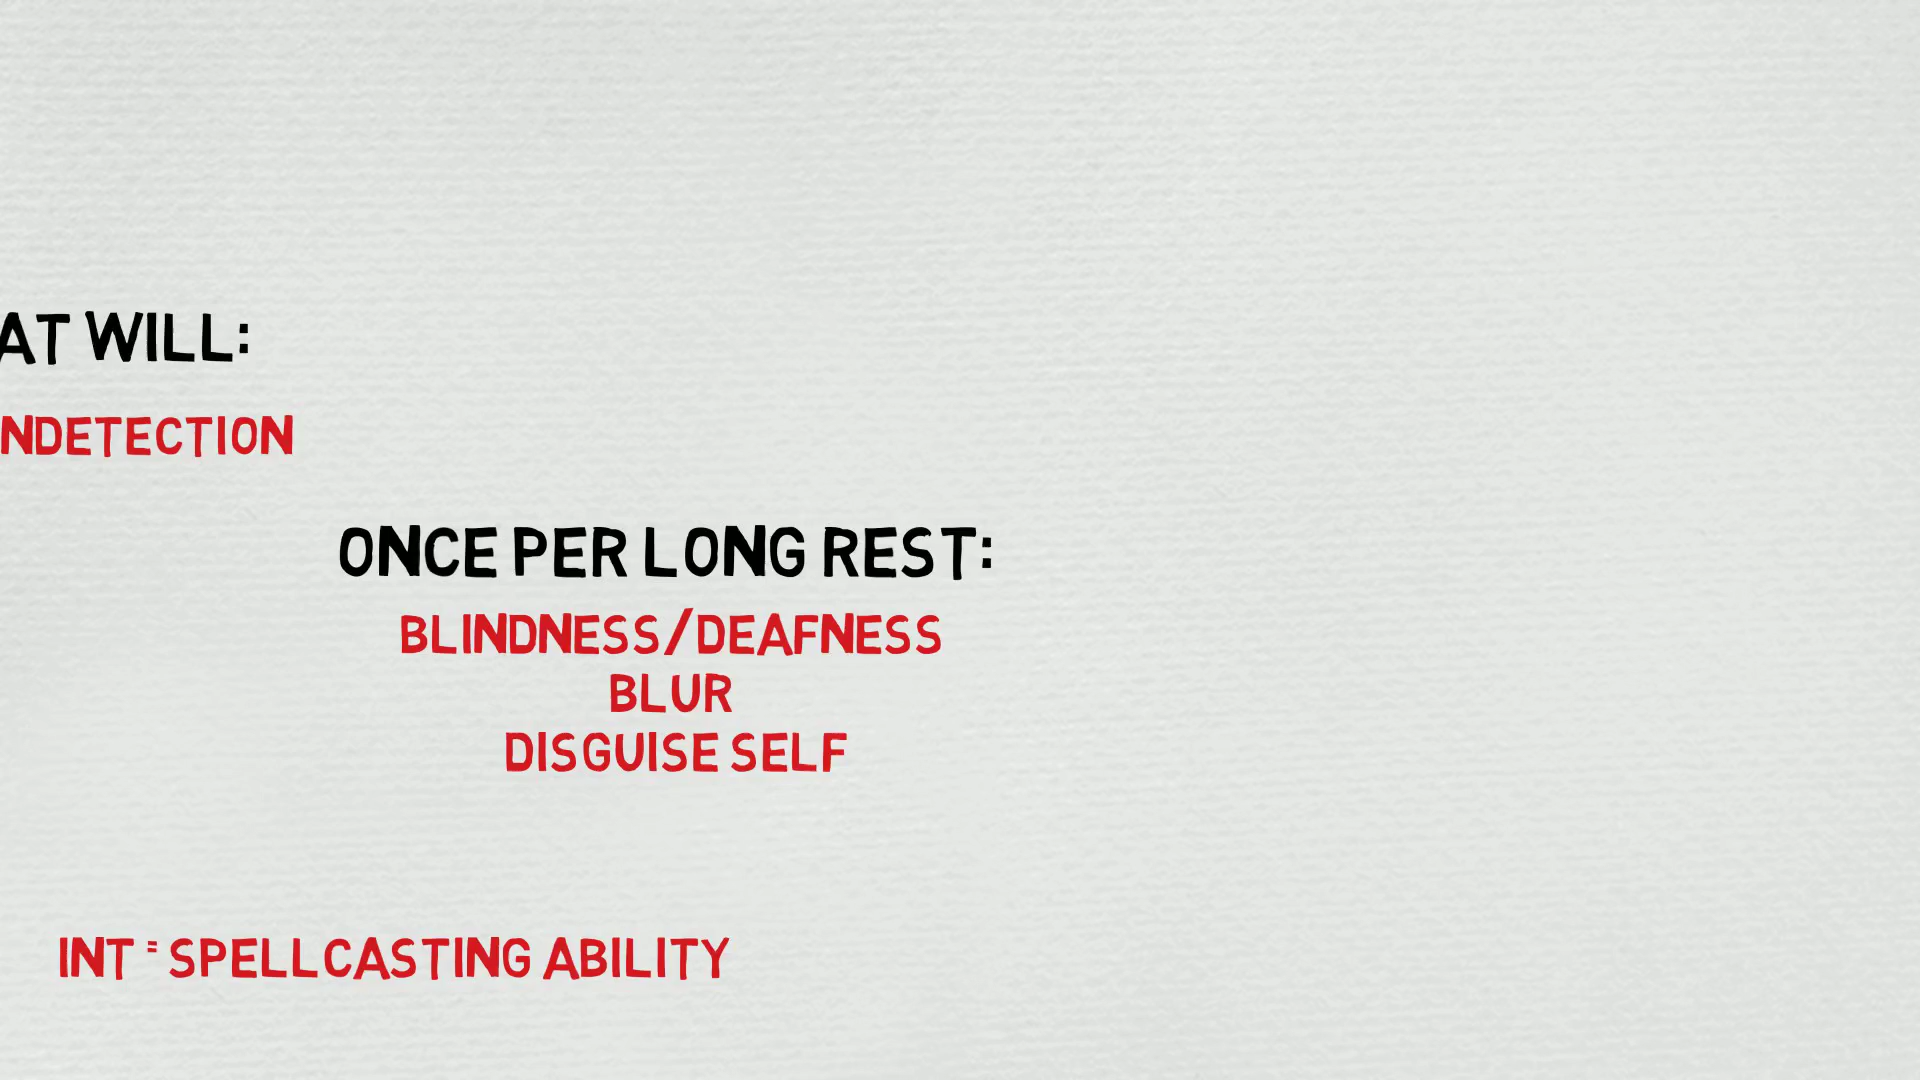 AT WILL:
NDETECTION
ONCE PER LONG REST:
BLINDNESS/DEAFNESS
BLUR
DISGUISE SELF
INT = SPELLCASTING ABILITY